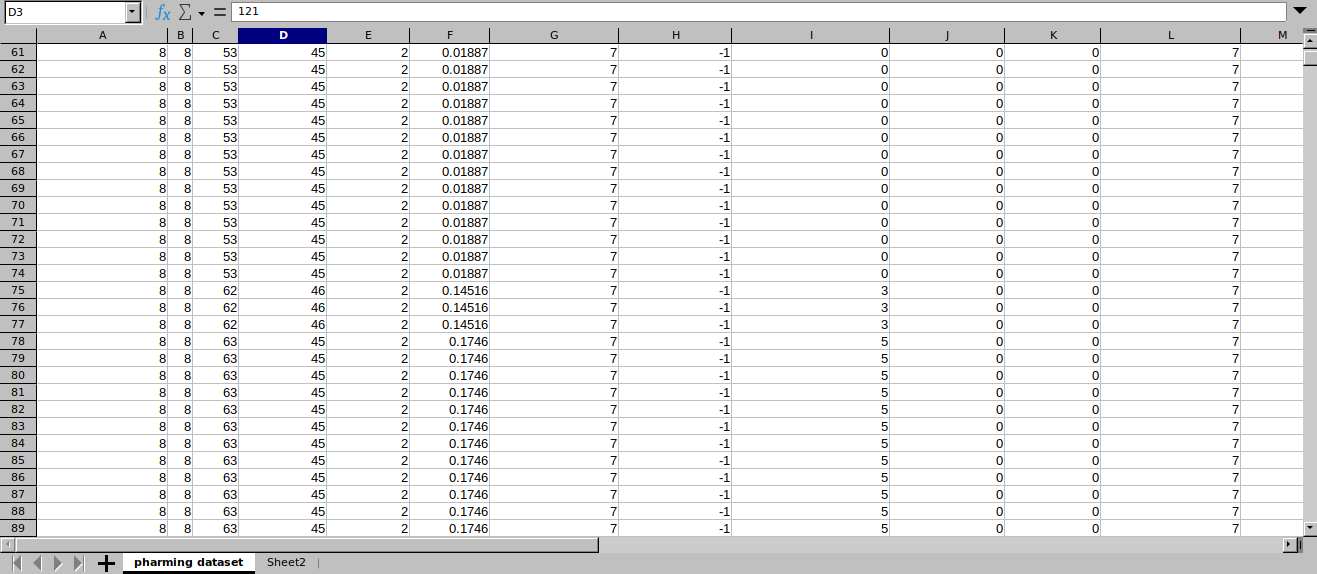 D3 fx Σ = 121
A B C D E F G H I J K L M
61 8 8 53 45 2 0.01887 7 -1 0 0 0 7
62 8 8 53 45 2 0.01887 7 -1 0 0 0 7
63 8 8 53 45 2 0.01887 7 -1 0 0 0 7
64 8 8 53 45 2 0.01887 7 -1 0 0 0 7
65 8 8 53 45 2 0.01887 7 -1 0 0 0 7
66 8 8 53 45 2 0.01887 7 -1 0 0 0 7
67 8 8 53 45 2 0.01887 7 -1 0 0 0 7
68 8 8 53 45 2 0.01887 7 -1 0 0 0 7
69 8 8 53 45 2 0.01887 7 -1 0 0 0 7
70 8 8 53 45 2 0.01887 7 -1 0 0 0 7
71 8 8 53 45 2 0.01887 7 -1 0 0 0 7
72 8 8 53 45 2 0.01887 7 -1 0 0 0 7
73 8 8 53 45 2 0.01887 7 -1 0 0 0 7
74 8 8 53 45 2 0.01887 7 -1 0 0 0 7
75 8 8 62 46 2 0.14516 7 -1 3 0 0 7
76 8 8 62 46 2 0.14516 7 -1 3 0 0 7
77 8 8 62 46 2 0.14516 7 -1 3 0 0 7
78 8 8 63 45 2 0.1746 7 -1 5 0 0 7
79 8 8 63 45 2 0.1746 7 -1 5 0 0 7
80 8 8 63 45 2 0.1746 7 -1 5 0 0 7
81 8 8 63 45 2 0.1746 7 -1 5 0 0 7
82 8 8 63 45 2 0.1746 7 -1 5 0 0 7
83 8 8 63 45 2 0.1746 7 -1 5 0 0 7
84 8 8 63 45 2 0.1746 7 -1 5 0 0 7
85 8 8 63 45 2 0.1746 7 -1 5 0 0 7
86 8 8 63 45 2 0.1746 7 -1 5 0 0 7
87 8 8 63 45 2 0.1746 7 -1 5 0 0 7
88 8 8 63 45 2 0.1746 7 -1 5 0 0 7
89 8 8 63 45 2 0.1746 7 -1 5 0 0 7
pharming dataset Sheet2